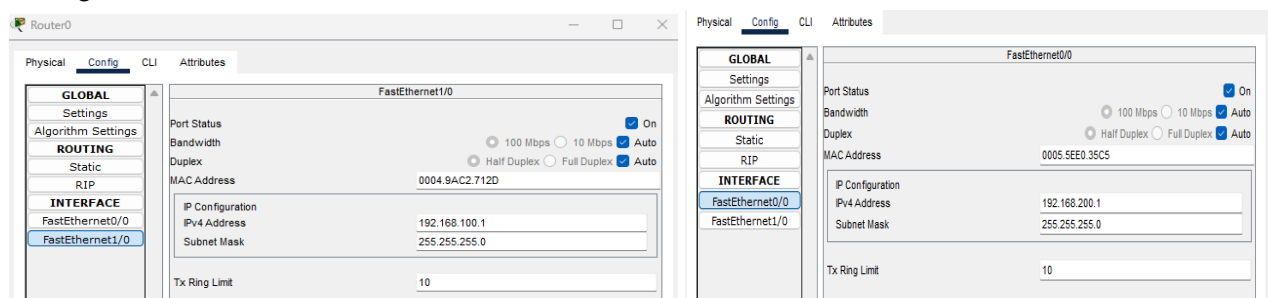 Router0
Physical Config CLI Attributes
GLOBAL
Settings
Algorithm Settings
ROUTING
Static
RIP
INTERFACE
FastEthernet0/0
FastEthernet1/0
FastEthernet1/0
Port Status On
Bandwidth 100 Mbps 10 Mbps Auto
Duplex Half Duplex Full Duplex Auto
MAC Address 0004.9AC2.712D
IP Configuration
IPv4 Address 192.168.100.1
Subnet Mask 255.255.255.0
Tx Ring Limit 10
Physical Config CLI Attributes
GLOBAL
Settings
Algorithm Settings
ROUTING
Static
RIP
INTERFACE
FastEthernet0/0
FastEthernet1/0
FastEthernet0/0
Port Status On
Bandwidth 100 Mbps 10 Mbps Auto
Duplex Half Duplex Full Duplex Auto
MAC Address 0005.5EE0.35C5
IP Configuration
IPv4 Address 192.168.200.1
Subnet Mask 255.255.255.0
Tx Ring Limit 10